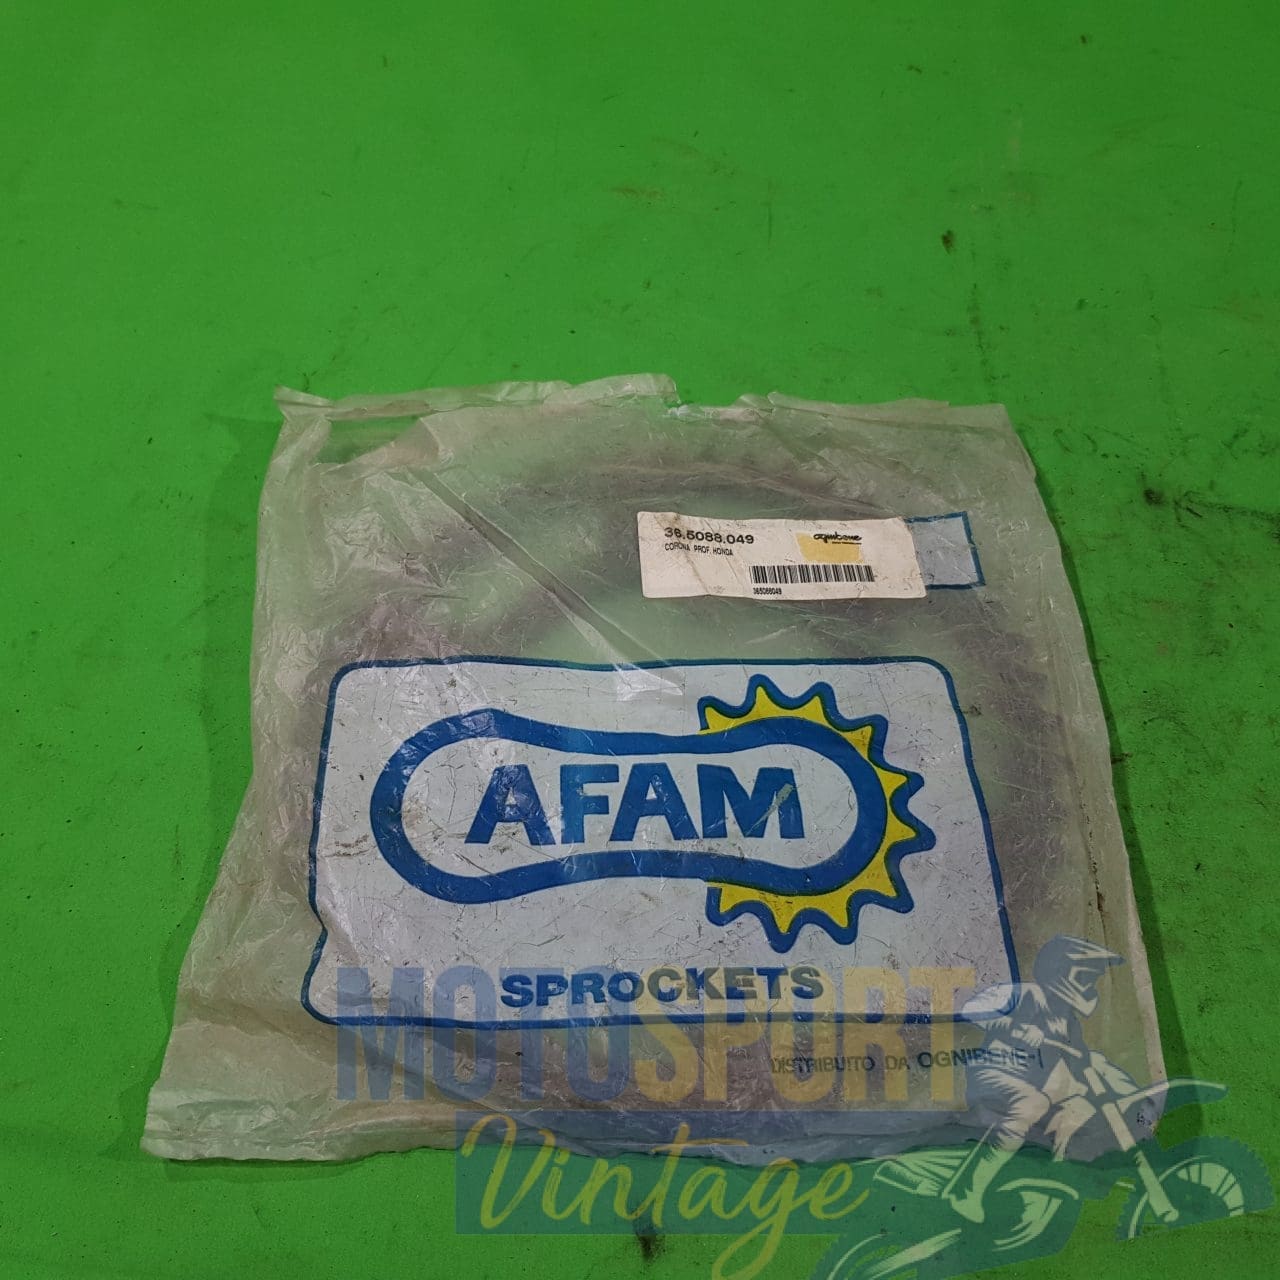 36.5088.049
CORONA PROF. HONDA
ognibene
365088049
AFAM
SPROCKETS
DISTRIBUITO DA OGNIBENE-I
MOTOSPORT
Vintage